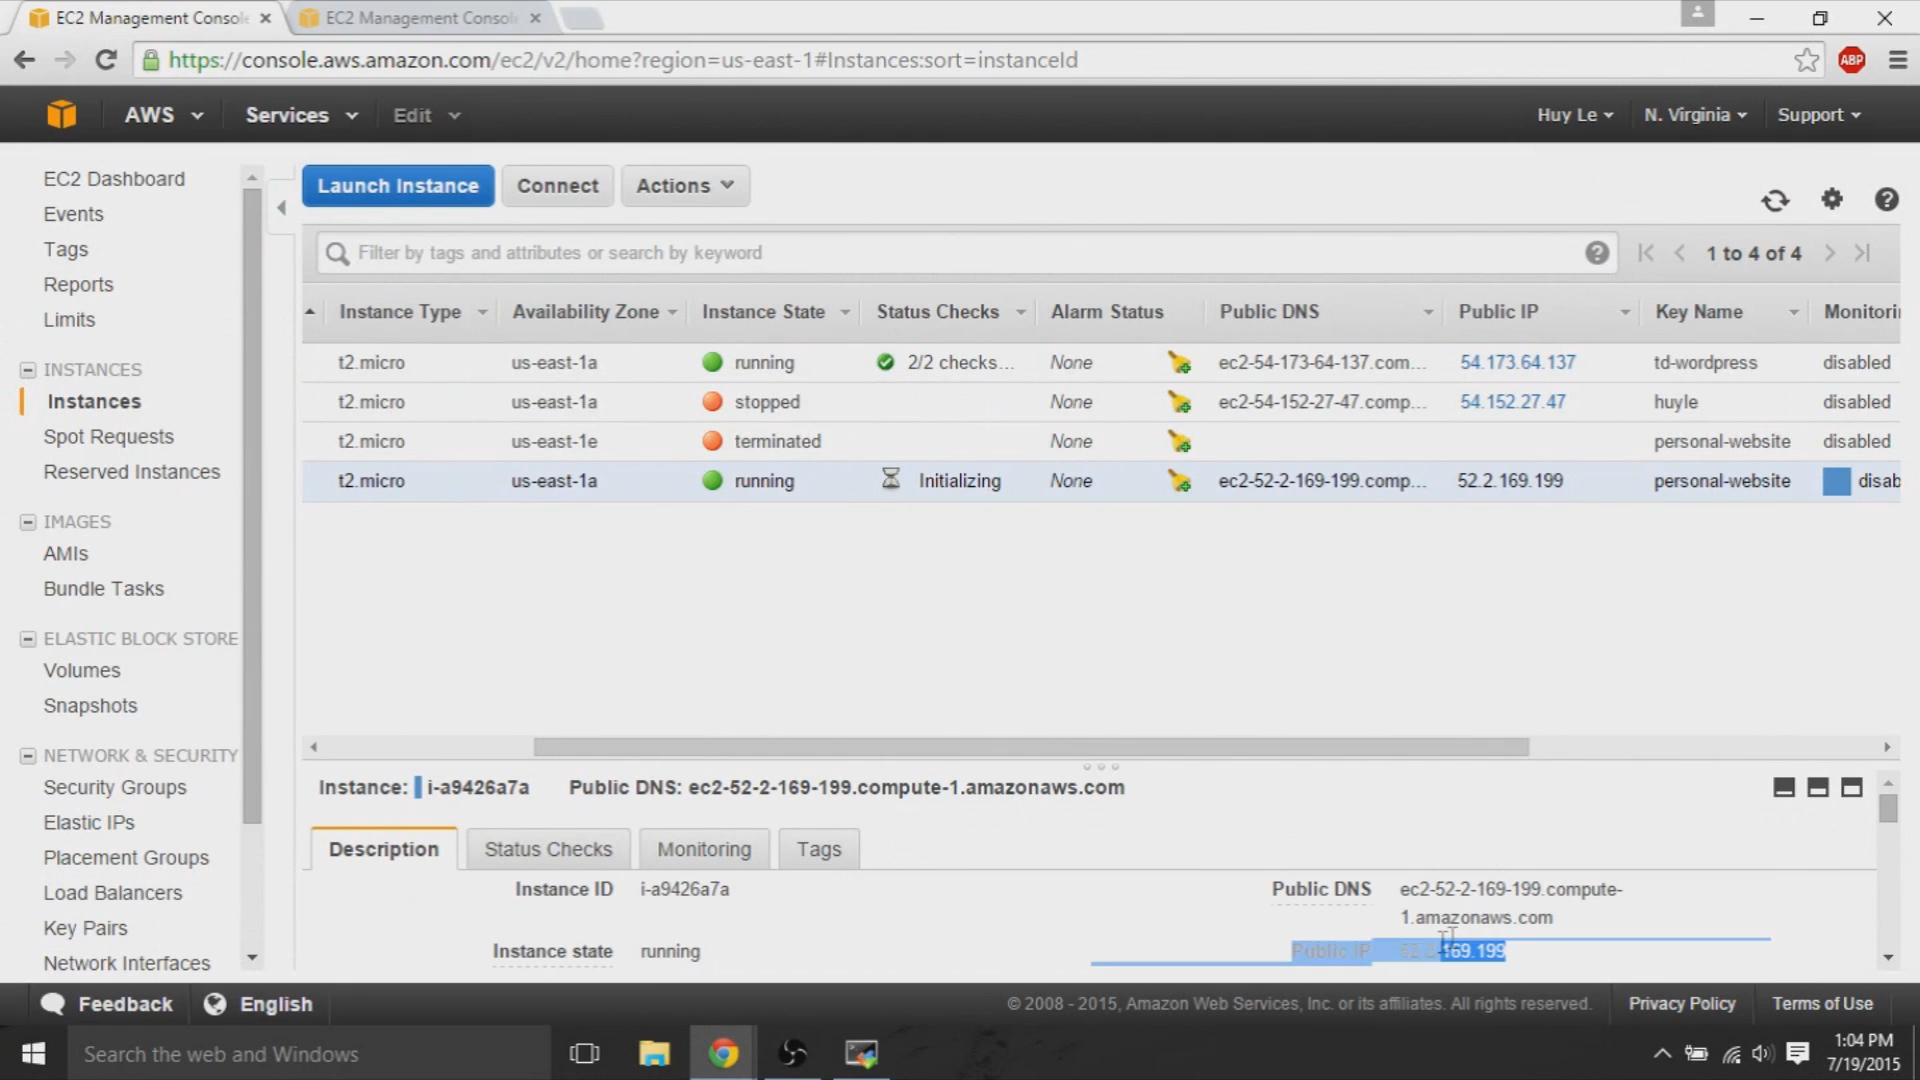 EC2 Management Consol
EC2 Management Consol
https://console.aws.amazon.com/ec2/v2/home?region=us-east-1#Instances:sort=instanceId
ABP
AWS Services Edit Huy Le N. Virginia Support
EC2 Dashboard
Events
Tags
Reports
Limits
INSTANCES
Instances
Spot Requests
Reserved Instances
IMAGES
AMIs
Bundle Tasks
ELASTIC BLOCK STORE
Volumes
Snapshots
NETWORK & SECURITY
Security Groups
Elastic IPs
Placement Groups
Load Balancers
Key Pairs
Network Interfaces
Launch Instance Connect Actions
Filter by tags and attributes or search by keyword 1 to 4 of 4
Instance Type Availability Zone Instance State Status Checks Alarm Status Public DNS Public IP Key Name Monitori
t2.micro us-east-1a running 2/2 checks... None ec2-54-173-64-137.com... 54.173.64.137 td-wordpress disabled
t2.micro us-east-1a stopped None ec2-54-152-27-47.comp... 54.152.27.47 huyle disabled
t2.micro us-east-1e terminated None personal-website disabled
t2.micro us-east-1a running Initializing None ec2-52-2-169-199.comp... 52.2.169.199 personal-website disab
Instance: i-a9426a7a Public DNS: ec2-52-2-169-199.compute-1.amazonaws.com
Description Status Checks Monitoring Tags
Instance ID i-a9426a7a Public DNS ec2-52-2-169-199.compute-
1.amazonaws.com
Instance state running Public IP 52.2.169.199
Feedback English © 2008 - 2015, Amazon Web Services, Inc. or its affiliates. All rights reserved. Privacy Policy Terms of Use
Search the web and Windows
1:04 PM
7/19/2015